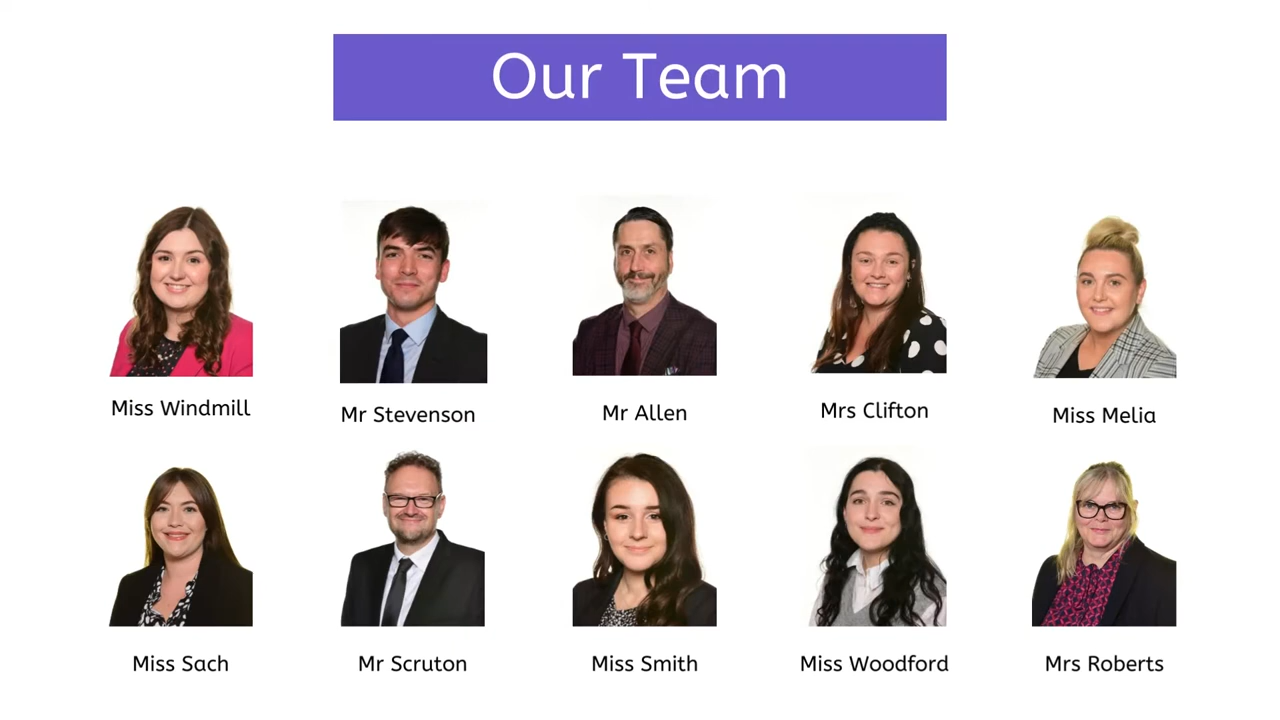 Our Team
Miss Windmill
Mr Stevenson
Mr Allen
Mrs Clifton
Miss Melia
Miss Sach
Mr Scruton
Miss Smith
Miss Woodford
Mrs Roberts